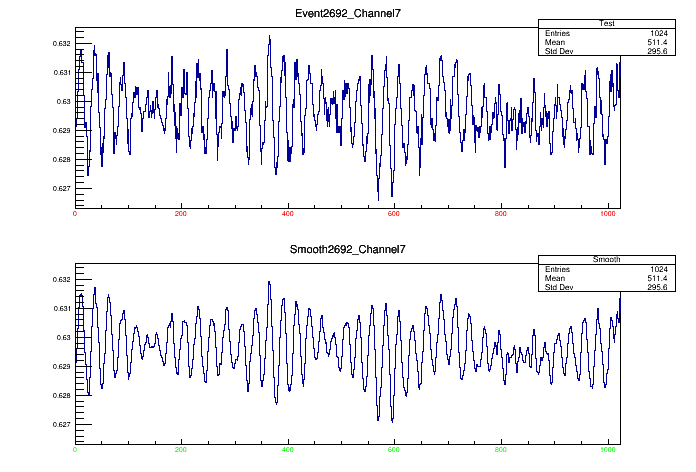 Event2692_Channel7
Test
Entries 1024
Mean 511.4
Std Dev 295.6
0.632
0.631
0.63
0.629
0.628
0.627
0 200 400 600 800 1000
Smooth2692_Channel7
Smooth
Entries 1024
Mean 511.4
Std Dev 295.6
0.632
0.631
0.63
0.629
0.628
0.627
0 200 400 600 800 1000